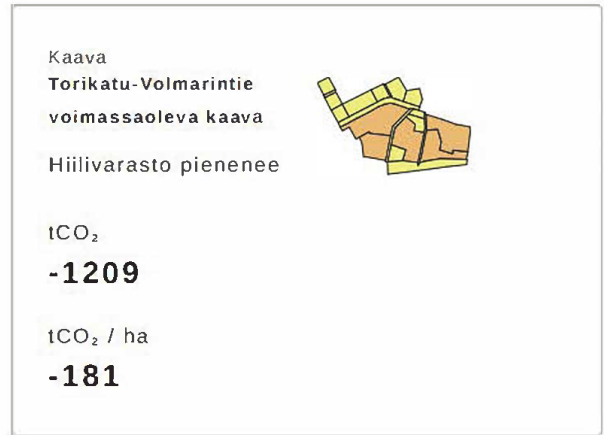 Kaava
Torikatu-Volmarintie
voimassaoleva kaava
Hiilivarasto pienenee
tCO₂
-1209
tCO₂ / ha
-181